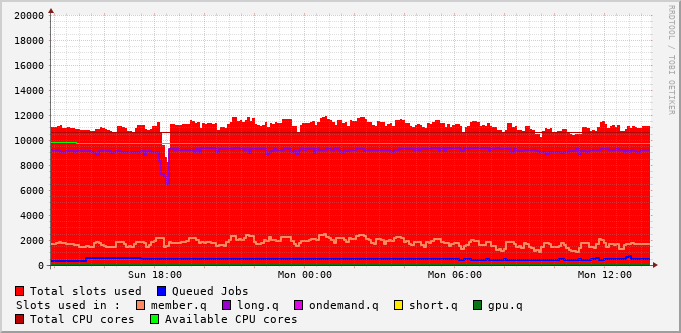 20000
18000
16000
14000
12000
10000
8000
6000
4000
2000
0
Sun 18:00 Mon 00:00 Mon 06:00 Mon 12:00
RRDTOOL / TOBI OETIKER
Total slots used Queued Jobs
Slots used in : member.q long.q ondemand.q short.q gpu.q
Total CPU cores Available CPU cores